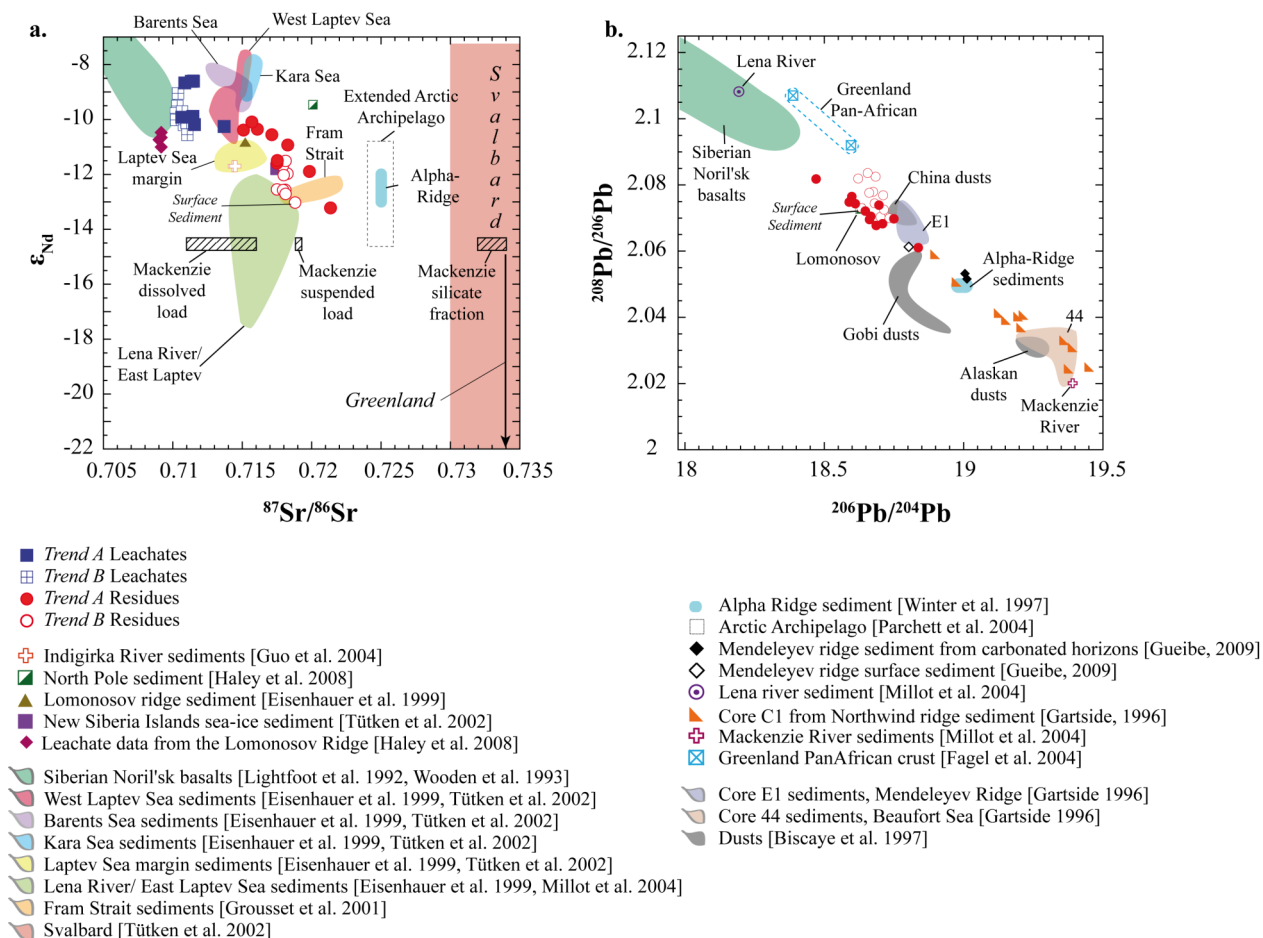 a.
Barents Sea
West Laptev Sea
Kara Sea
Extended Arctic
Archipelago
Fram
Strait
Alpha-
Ridge
Svalbard
Laptev Sea
margin
Surface
Sediment
Mackenzie
dissolved
load
Mackenzie
suspended
load
Mackenzie
silicate
fraction
Lena River/
East Laptev
Greenland
εNd
-6
-8
-10
-12
-14
-16
-18
-20
-22
0.705
0.71
0.715
0.72
0.725
0.73
0.735
⁸⁷Sr/⁸⁶Sr
b.
Lena River
Greenland
Pan-African
Siberian
Noril'sk
basalts
China dusts
Surface
Sediment
E1
Lomonosov
Alpha-Ridge
sediments
Gobi dusts
44
Alaskan
dusts
Mackenzie
River
²⁰⁸Pb/²⁰⁶Pb
2.12
2.1
2.08
2.06
2.04
2.02
2
18
18.5
19
19.5
²⁰⁶Pb/²⁰⁴Pb
Trend A Leachates
Trend B Leachates
Trend A Residues
Trend B Residues
Indigirka River sediments [Guo et al. 2004]
North Pole sediment [Haley et al. 2008]
Lomonosov ridge sediment [Eisenhauer et al. 1999]
New Siberia Islands sea-ice sediment [Tütken et al. 2002]
Leachate data from the Lomonosov Ridge [Haley et al. 2008]
Siberian Noril'sk basalts [Lightfoot et al. 1992, Wooden et al. 1993]
West Laptev Sea sediments [Eisenhauer et al. 1999, Tütken et al. 2002]
Barents Sea sediments [Eisenhauer et al. 1999, Tütken et al. 2002]
Kara Sea sediments [Eisenhauer et al. 1999, Tütken et al. 2002]
Laptev Sea margin sediments [Eisenhauer et al. 1999, Tütken et al. 2002]
Lena River/ East Laptev Sea sediments [Eisenhauer et al. 1999, Millot et al. 2004]
Fram Strait sediments [Grousset et al. 2001]
Svalbard [Tütken et al. 2002]
Alpha Ridge sediment [Winter et al. 1997]
Arctic Archipelago [Parchett et al. 2004]
Mendeleyev ridge sediment from carbonated horizons [Gueibe, 2009]
Mendeleyev ridge surface sediment [Gueibe, 2009]
Lena river sediment [Millot et al. 2004]
Core C1 from Northwind ridge sediment [Gartside, 1996]
Mackenzie River sediments [Millot et al. 2004]
Greenland PanAfrican crust [Fagel et al. 2004]
Core E1 sediments, Mendeleyev Ridge [Gartside 1996]
Core 44 sediments, Beaufort Sea [Gartside 1996]
Dusts [Biscaye et al. 1997]